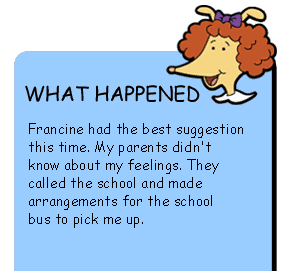 WHAT HAPPENED
Francine had the best suggestion
this time. My parents didn't
know about my feelings. They
called the school and made
arrangements for the school
bus to pick me up.